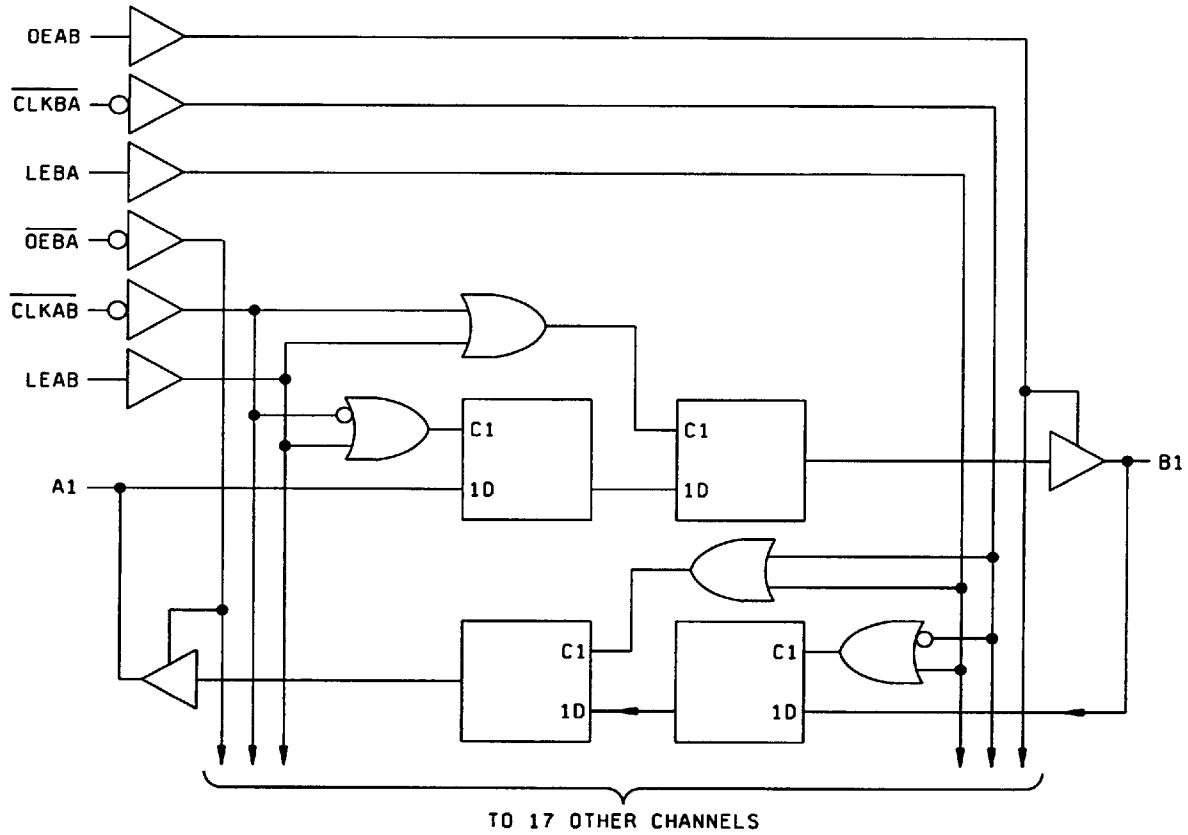 OEAB
CLKBA
LEBA
OEBA
CLKAB
LEAB
C1
C1
A1
1D
1D
B1
C1
C1
1D
1D
TO 17 OTHER CHANNELS